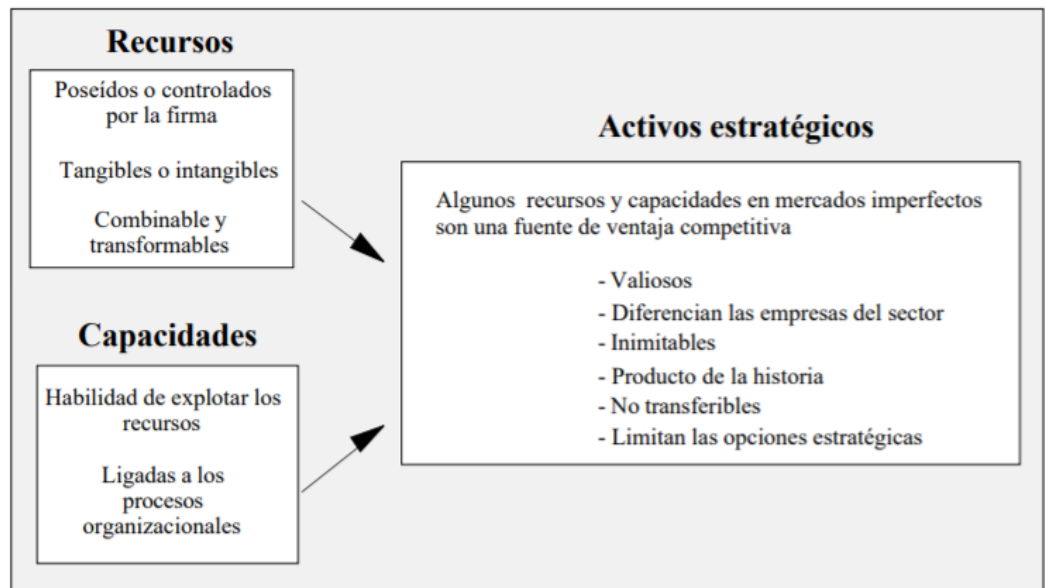 Recursos
Poseídos o controlados
por la firma
Tangibles o intangibles
Combinable y
transformables
Capacidades
Habilidad de explotar los
recursos
Ligadas a los
procesos
organizacionales
Activos estratégicos
Algunos recursos y capacidades en mercados imperfectos
son una fuente de ventaja competitiva
- Valiosos
- Diferencian las empresas del sector
- Inimitables
- Producto de la historia
- No transferibles
- Limitan las opciones estratégicas